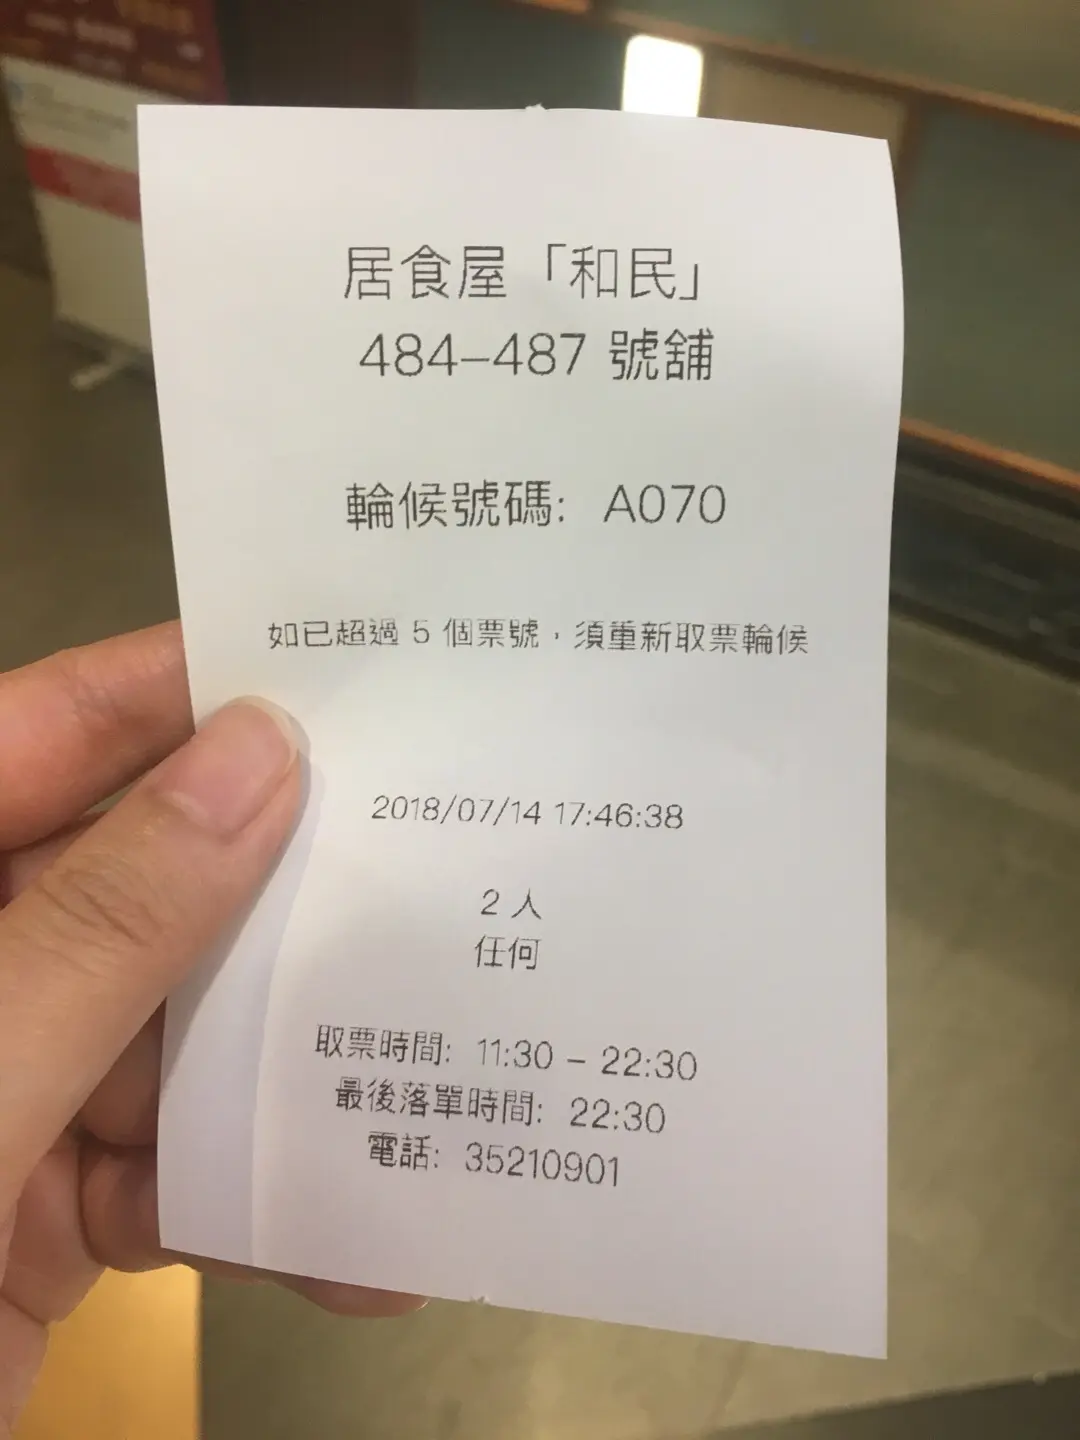 居食屋「和民」
484-487 號舖
輪候號碼: A070
如已超過 5 個票號，須重新取票輪候
2018/07/14 17:46:38
2 人
任何
取票時間: 11:30 - 22:30
最後落單時間: 22:30
電話: 35210901